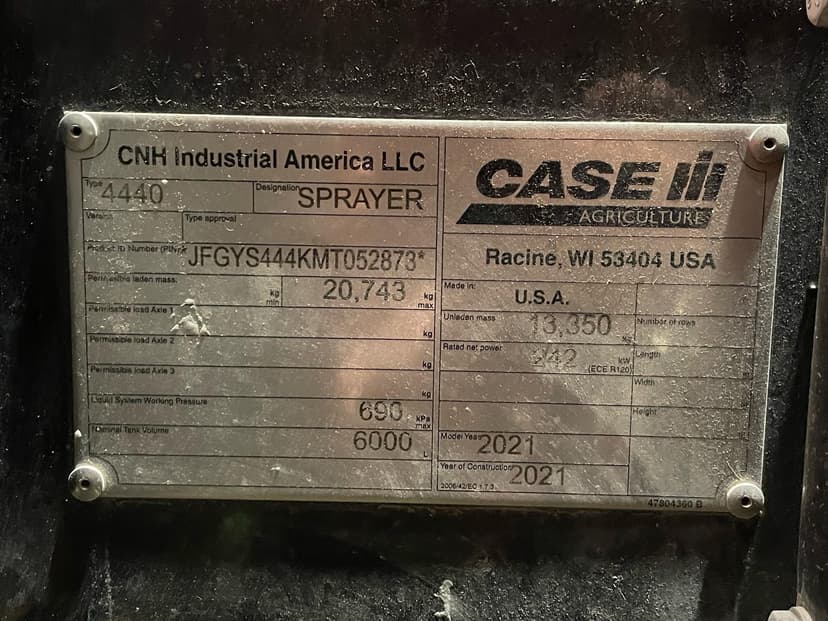 CNH Industrial America LLC
Type 4440 Designation SPRAYER
Version Type approval
Product ID Number (PIN) *JFGYS444KMT052873*
Permissible laden mass: kg min 20,743 kg max
Permissible load Axle 1 kg
Permissible load Axle 2 kg
Permissible load Axle 3 kg
Liquid System Working Pressure 690 kPa max
Nominal Tank Volume 6000 L
CASE IH
AGRICULTURE
Racine, WI 53404 USA
Made in: U.S.A.
Unladen mass 13,350 kg Number of rows
Rated net power 242 kW (ECE R120) Length
Width
Height
Model Year 2021
Year of Construction 2021
2006/42/EC 1.7.3
47804360 B